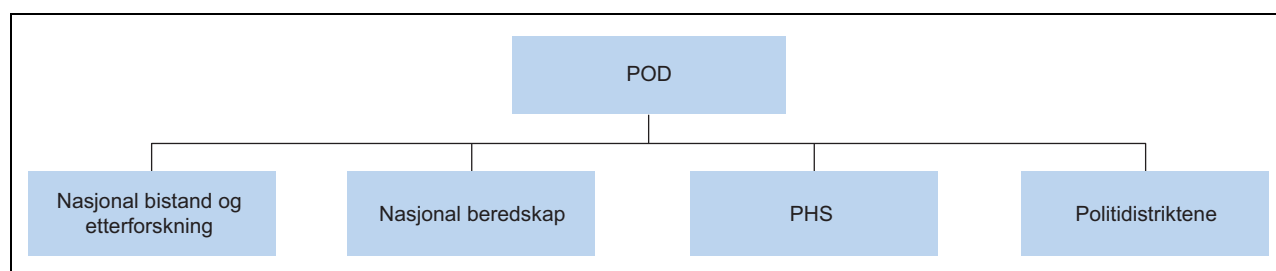 POD
Nasjonal bistand og
etterforskning
Nasjonal beredskap
PHS
Politidistriktene